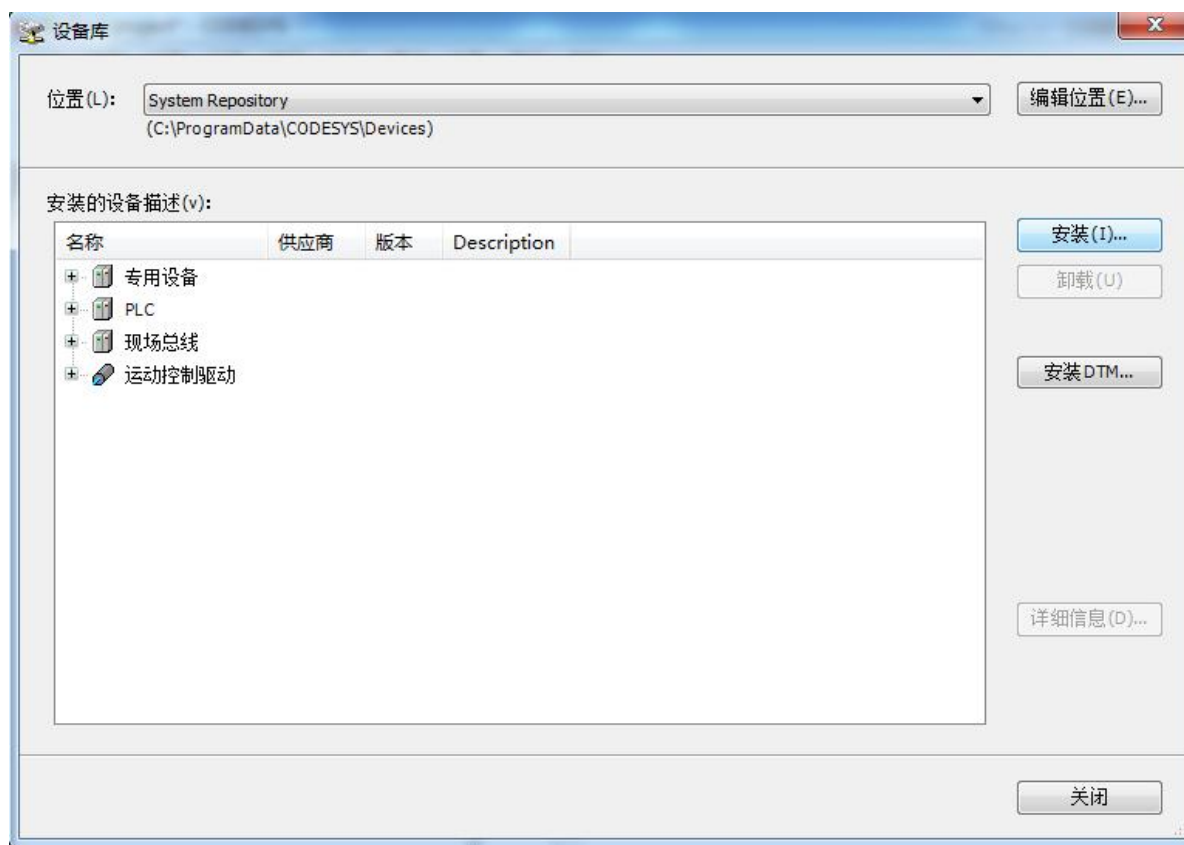 设备库
位置(L): System Repository 编辑位置(E)...
(C:\ProgramData\CODESYS\Devices)
安装的设备描述(v):
名称 供应商 版本 Description
安装(I)...
专用设备
卸载(U)
PLC
现场总线
运动控制驱动
安装DTM...
详细信息(D)...
关闭